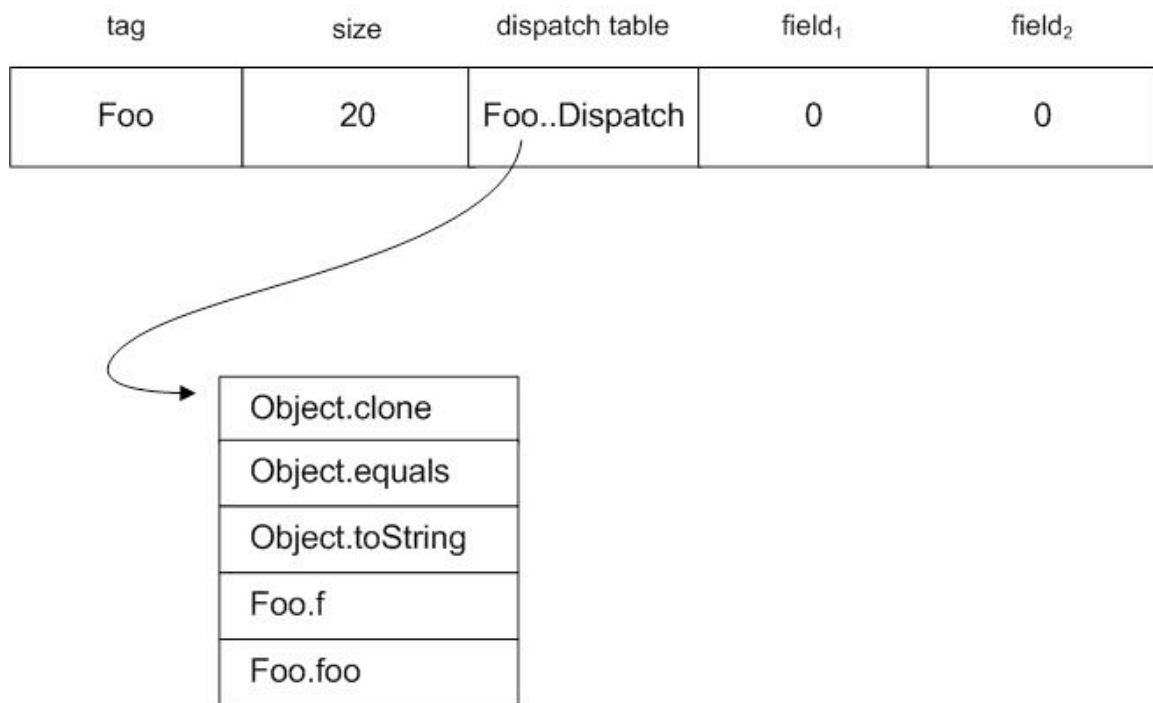 tag size dispatch table field₁ field₂
Foo 20 Foo..Dispatch 0 0
Object.clone
Object.equals
Object.toString
Foo.f
Foo.foo